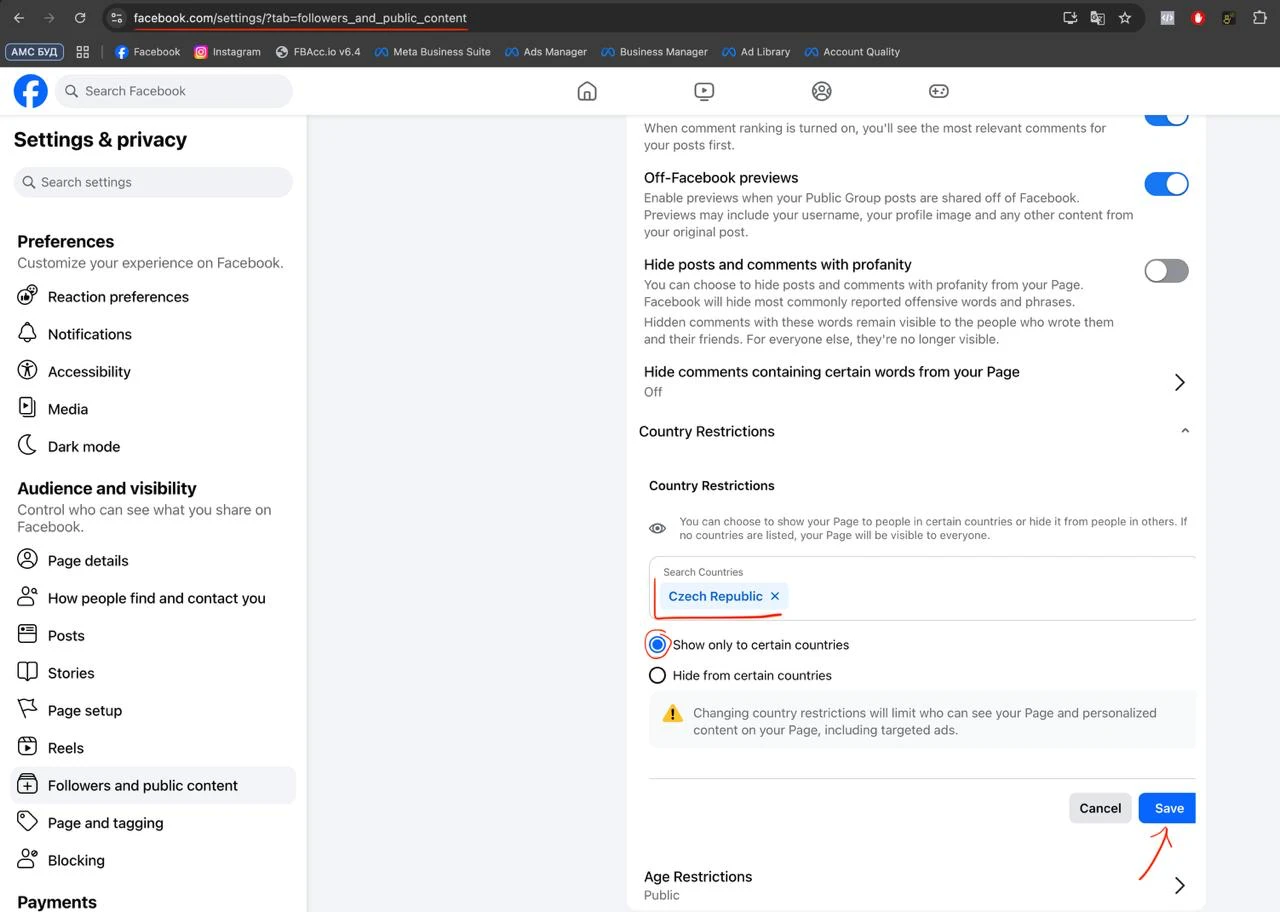 facebook.com/settings/?tab=followers_and_public_content
АМС БУД
Facebook
Instagram
FBAcc.io v6.4
Meta Business Suite
Ads Manager
Business Manager
Ad Library
Account Quality
Search Facebook
Settings & privacy
Search settings
Preferences
Customize your experience on Facebook.
Reaction preferences
Notifications
Accessibility
Media
Dark mode
Audience and visibility
Control who can see what you share on
Facebook.
Page details
How people find and contact you
Posts
Stories
Page setup
Reels
Followers and public content
Page and tagging
Blocking
Payments
When comment ranking is turned on, you'll see the most relevant comments for
your posts first.
Off-Facebook previews
Enable previews when your Public Group posts are shared off of Facebook.
Previews may include your username, your profile image and any other content from
your original post.
Hide posts and comments with profanity
You can choose to hide posts and comments with profanity from your Page.
Facebook will hide most commonly reported offensive words and phrases.
Hidden comments with these words remain visible to the people who wrote them
and their friends. For everyone else, they're no longer visible.
Hide comments containing certain words from your Page
Off
Country Restrictions
Country Restrictions
You can choose to show your Page to people in certain countries or hide it from people in others. If
no countries are listed, your Page will be visible to everyone.
Search Countries
Czech Republic
Show only to certain countries
Hide from certain countries
Changing country restrictions will limit who can see your Page and personalized
content on your Page, including targeted ads.
Cancel
Save
Age Restrictions
Public